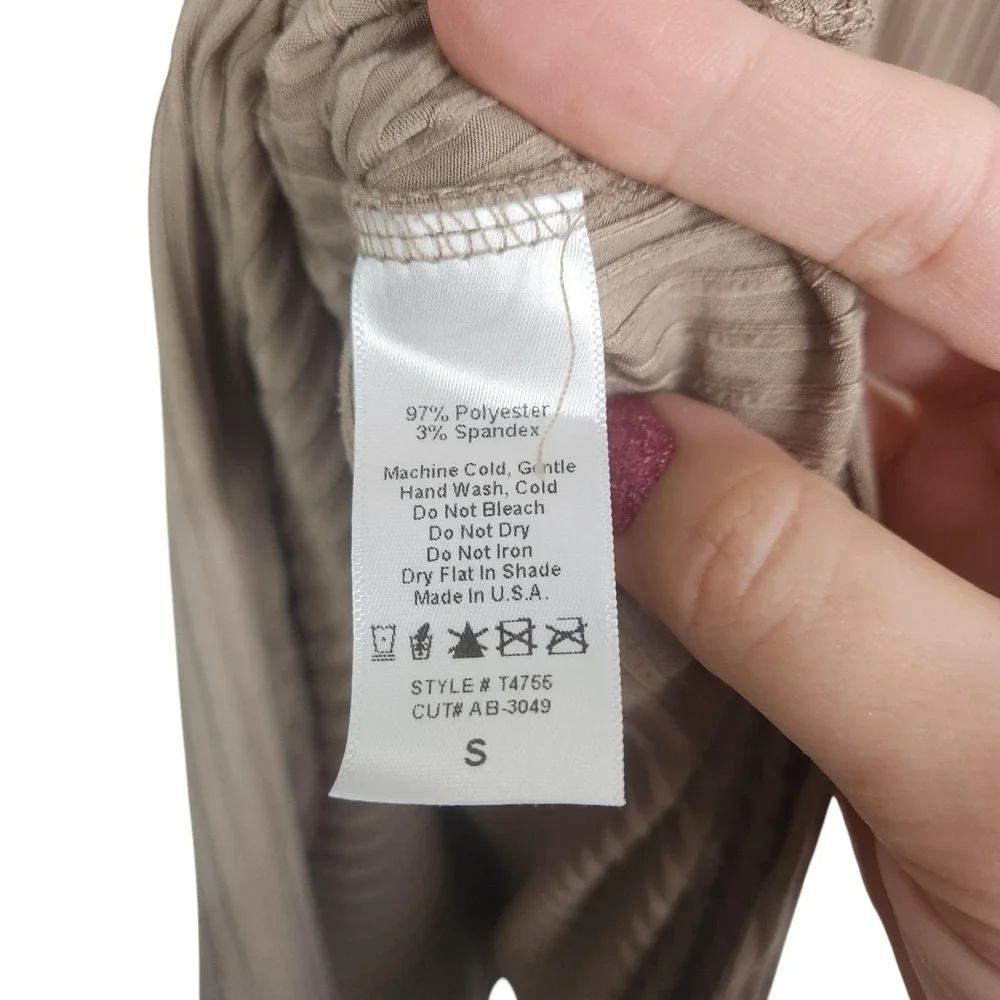 97% Polyester
3% Spandex
Machine Cold, Gentle
Hand Wash, Cold
Do Not Bleach
Do Not Dry
Do Not Iron
Dry Flat In Shade
Made In U.S.A.
STYLE # T4755
CUT# AB-3049
S